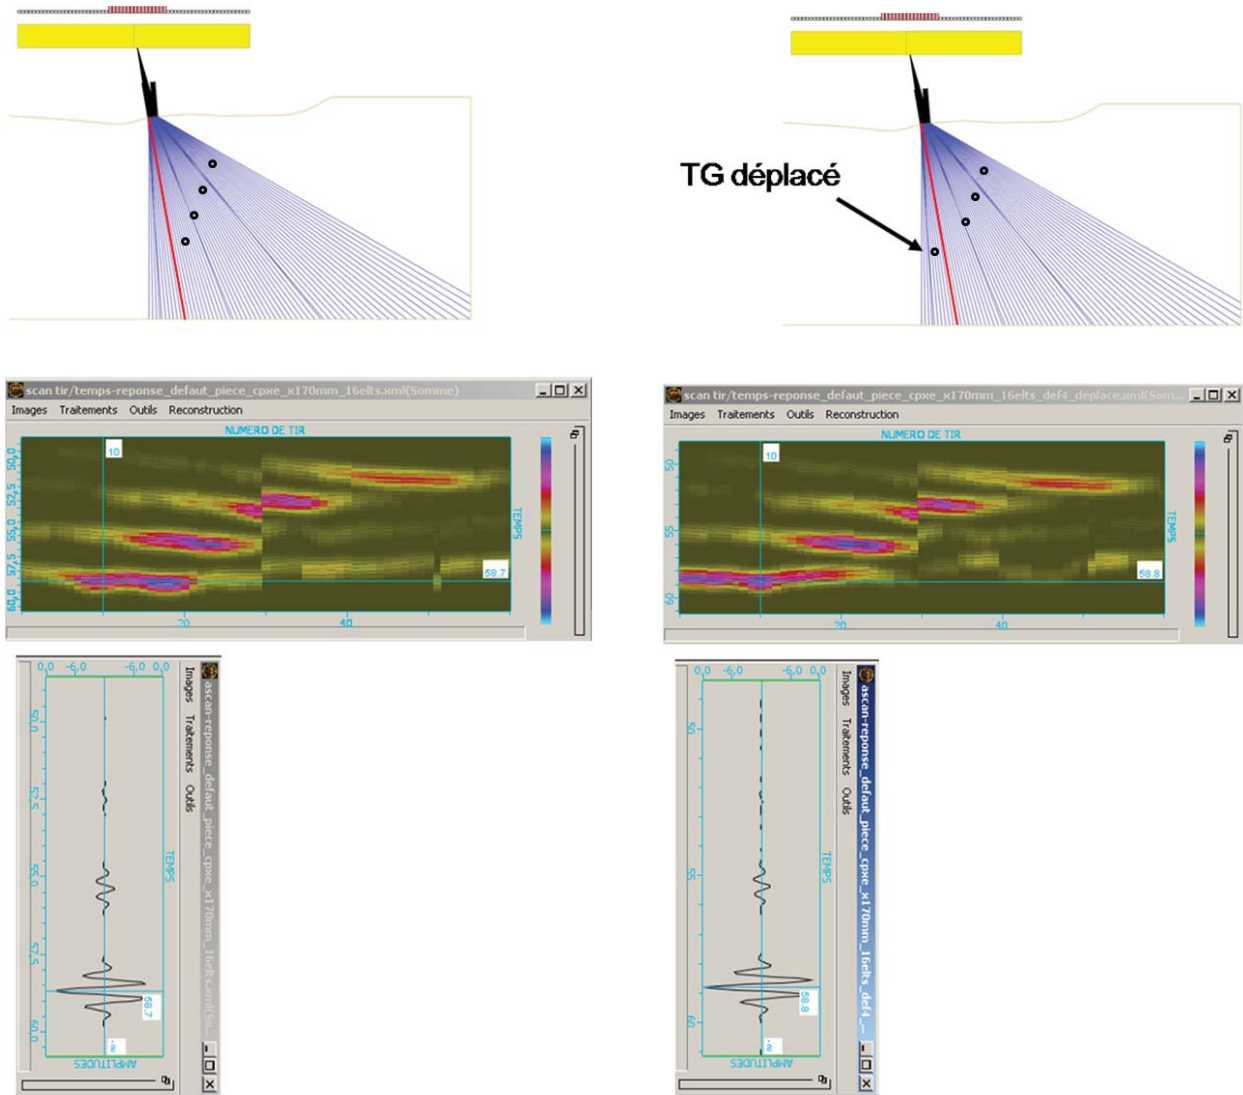 TG déplacé
scan tir/temps-reponse_defaut_piece_cpxe_x170mm_16elts.xml(Somme)
Images Traitements Outils Reconstruction
NUMERO DE TIR
10
50,0
52,5
55,0
57,5
60,0
TEMPS
58.7
20
40
scan tir/temps-reponse_defaut_piece_cpxe_x170mm_16elts_def4_deplace.xml(Som...
Images Traitements Outils Reconstruction
NUMERO DE TIR
10
50
55
60
TEMPS
58.8
20
40
ascan-reponse_defaut_piece_cpxe_x170mm_16elts.xml(So...
Images Traitements Outils
TEMPS
0,0 -6,0 -6,0 0,0
50,0
52,5
55,0
57,5
60,0
58.7
-∞
AMPLITUDES
ascan-reponse_defaut_piece_cpxe_x170mm_16elts_def4_...
Images Traitements Outils
TEMPS
0,0 -6,0 -6,0 0,0
50
55
60
58.8
-∞
AMPLITUDES